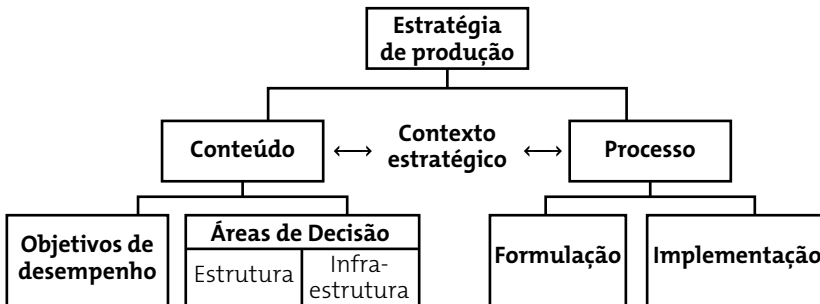 Estratégia
de produção
Conteúdo
Contexto
estratégico
Processo
Objetivos de
desempenho
Áreas de Decisão
Estrutura
Infra-
estrutura
Formulação
Implementação